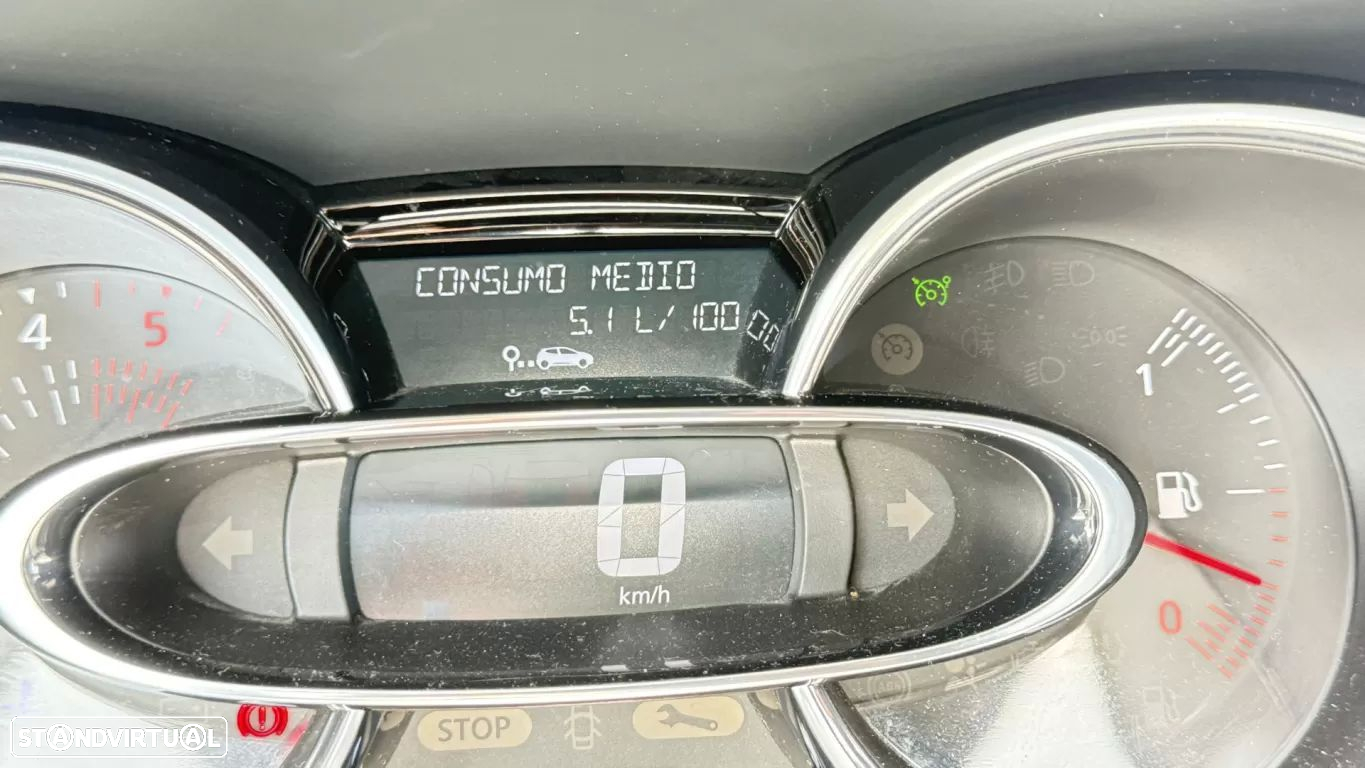 CONSUMO MEDIO
5.1 L/100
4 5
1
0
km/h
0
STOP
STANDVIRTUAL